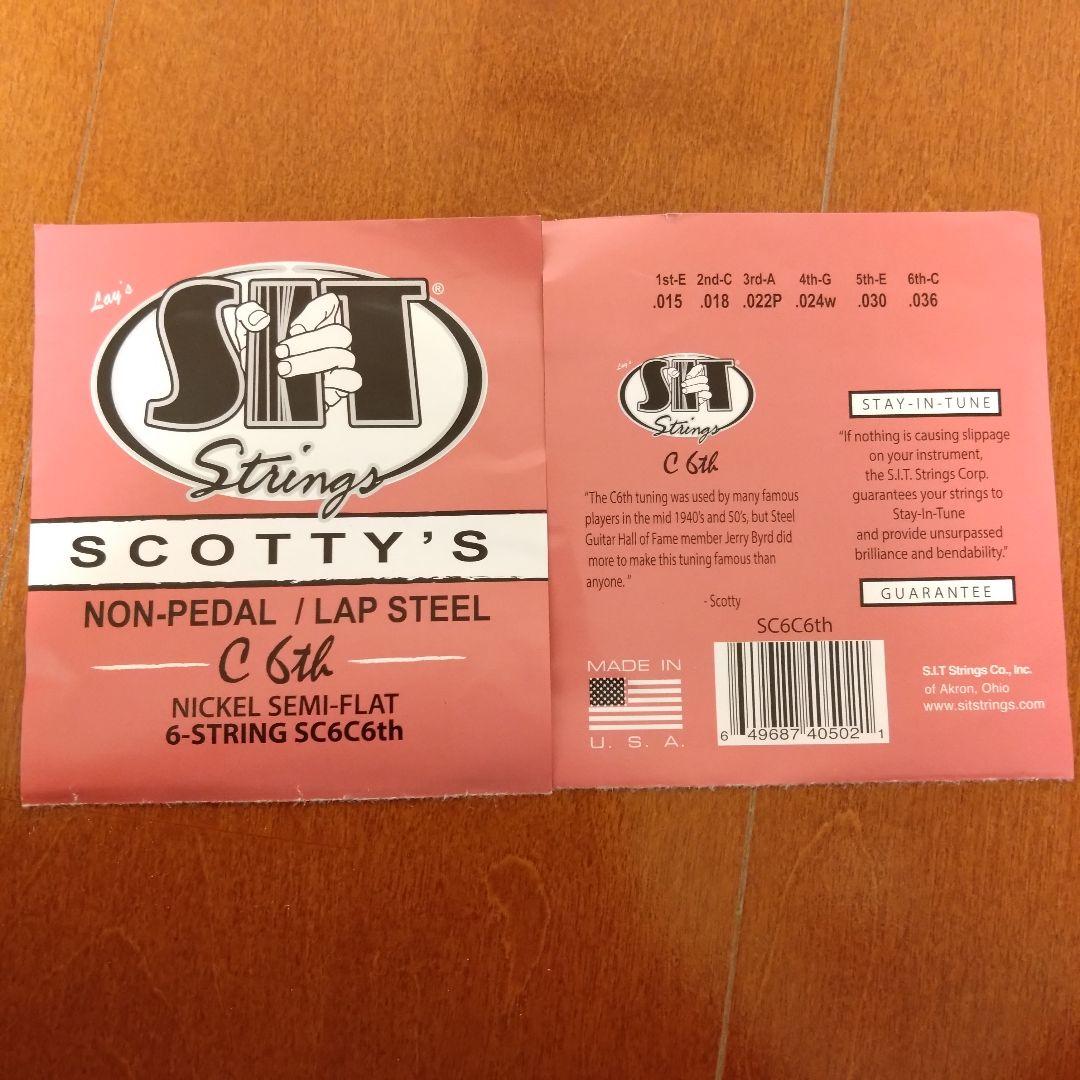 Lay's
SIT®
Strings
SCOTTY'S
NON-PEDAL / LAP STEEL
C 6th
NICKEL SEMI-FLAT
6-STRING SC6C6th
1st-E 2nd-C 3rd-A 4th-G 5th-E 6th-C
.015 .018 .022P .024w .030 .036
Lay's
SIT®
Strings
C 6th
"The C6th tuning was used by many famous
players in the mid 1940's and 50's, but Steel
Guitar Hall of Fame member Jerry Byrd did
more to make this tuning famous than
anyone."
- Scotty
STAY-IN-TUNE
"If nothing is causing slippage
on your instrument,
the S.I.T. Strings Corp.
guarantees your strings to
Stay-In-Tune
and provide unsurpassed
brilliance and bendability."
GUARANTEE
SC6C6th
6 49687 40502 1
MADE IN
U. S. A.
S.I.T Strings Co., Inc.
of Akron, Ohio
www.sitstrings.com